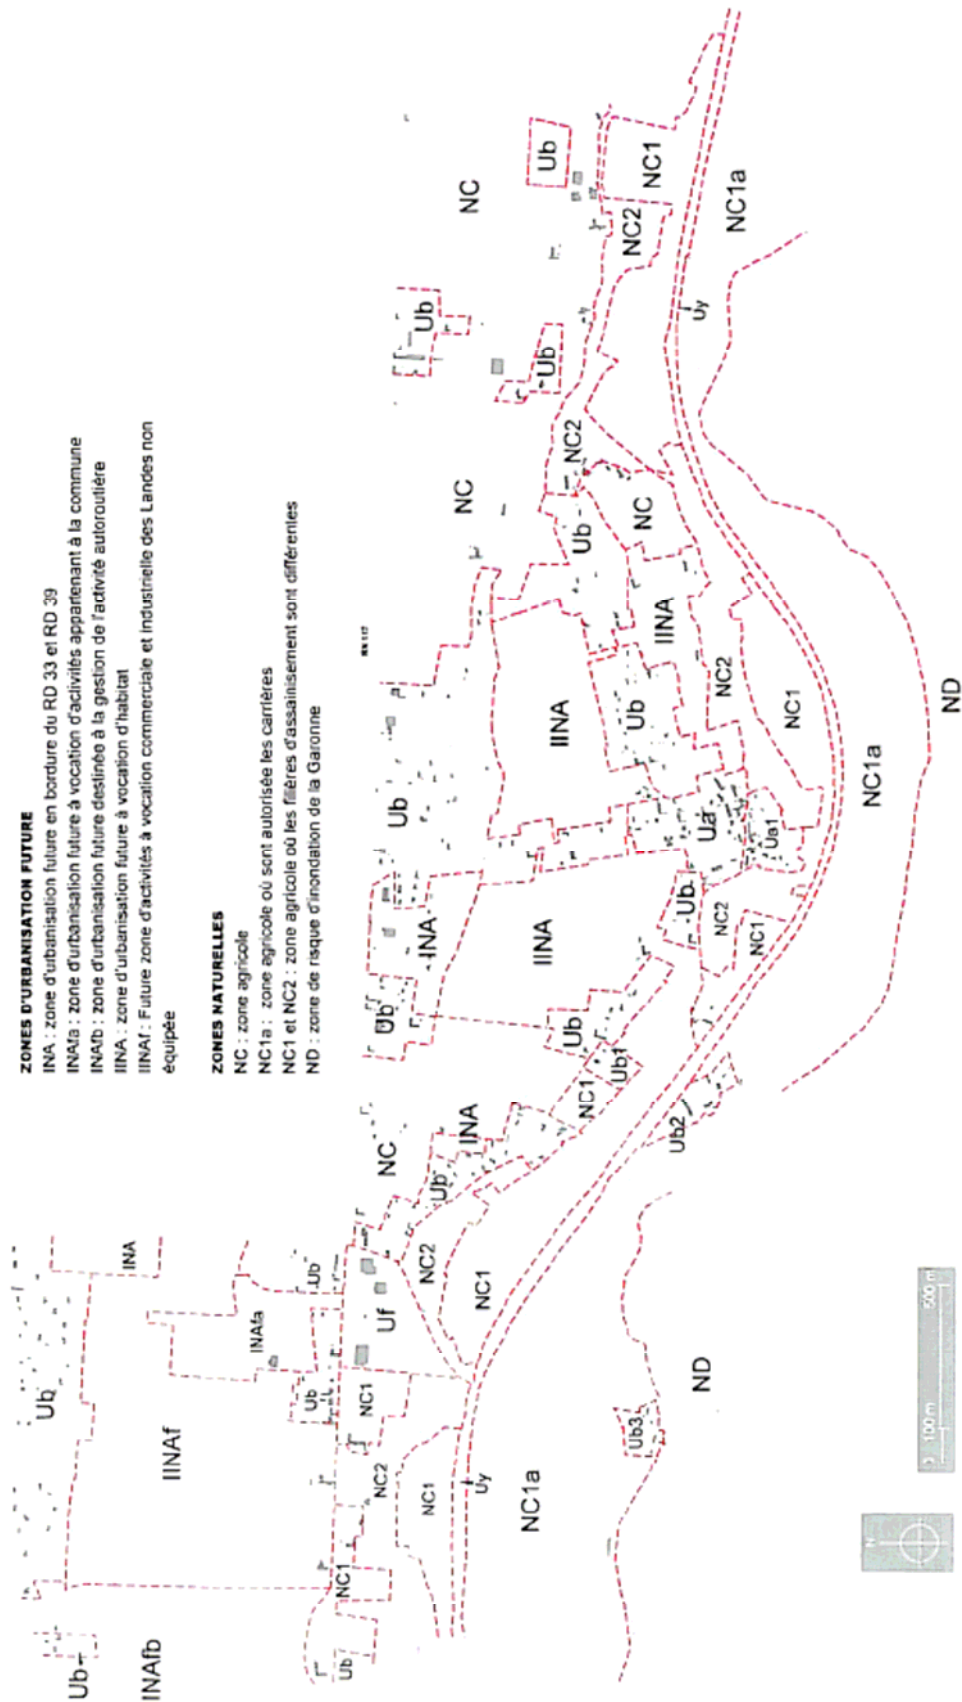 ZONES D'URBANISATION FUTURE
INA : zone d'urbanisation future en bordure du RD 33 et RD 39
INAfa : zone d'urbanisation future à vocation d'activités appartenant à la commune
INAfb : zone d'urbanisation future destinée à la gestion de l'activité autoroutière
IINA : zone d'urbanisation future à vocation d'habitat
IINAf : Future zone d'activités à vocation commerciale et industrielle des Landes non
équipée
ZONES NATURELLES
NC : zone agricole
NC1a : zone agricole où sont autorisée les carrières
NC1 et NC2 : zone agricole où les filières d'assainisement sont différentes
ND : zone de risque d'inondation de la Garonne
Ub
INAfb
Ub
IINAf
INA
INAfa
Ub
Ub
Ub
NC1
NC2
NC1
NC1
Uf
NC2
NC1
Uy
NC1a
Ub3
ND
NC
Ub
INA
NC1
Ub1
Ub2
Ub
Ub
INA
IINA
Ub
NC2
NC1
Ub
Ua
Ua1
Ub
IINA
Ub
IINA
NC2
NC1
NC1a
ND
NC
Ub
NC
NC2
Ub
Ub
NC
Ub
NC2
NC1
Uy
NC1a
N
100 m